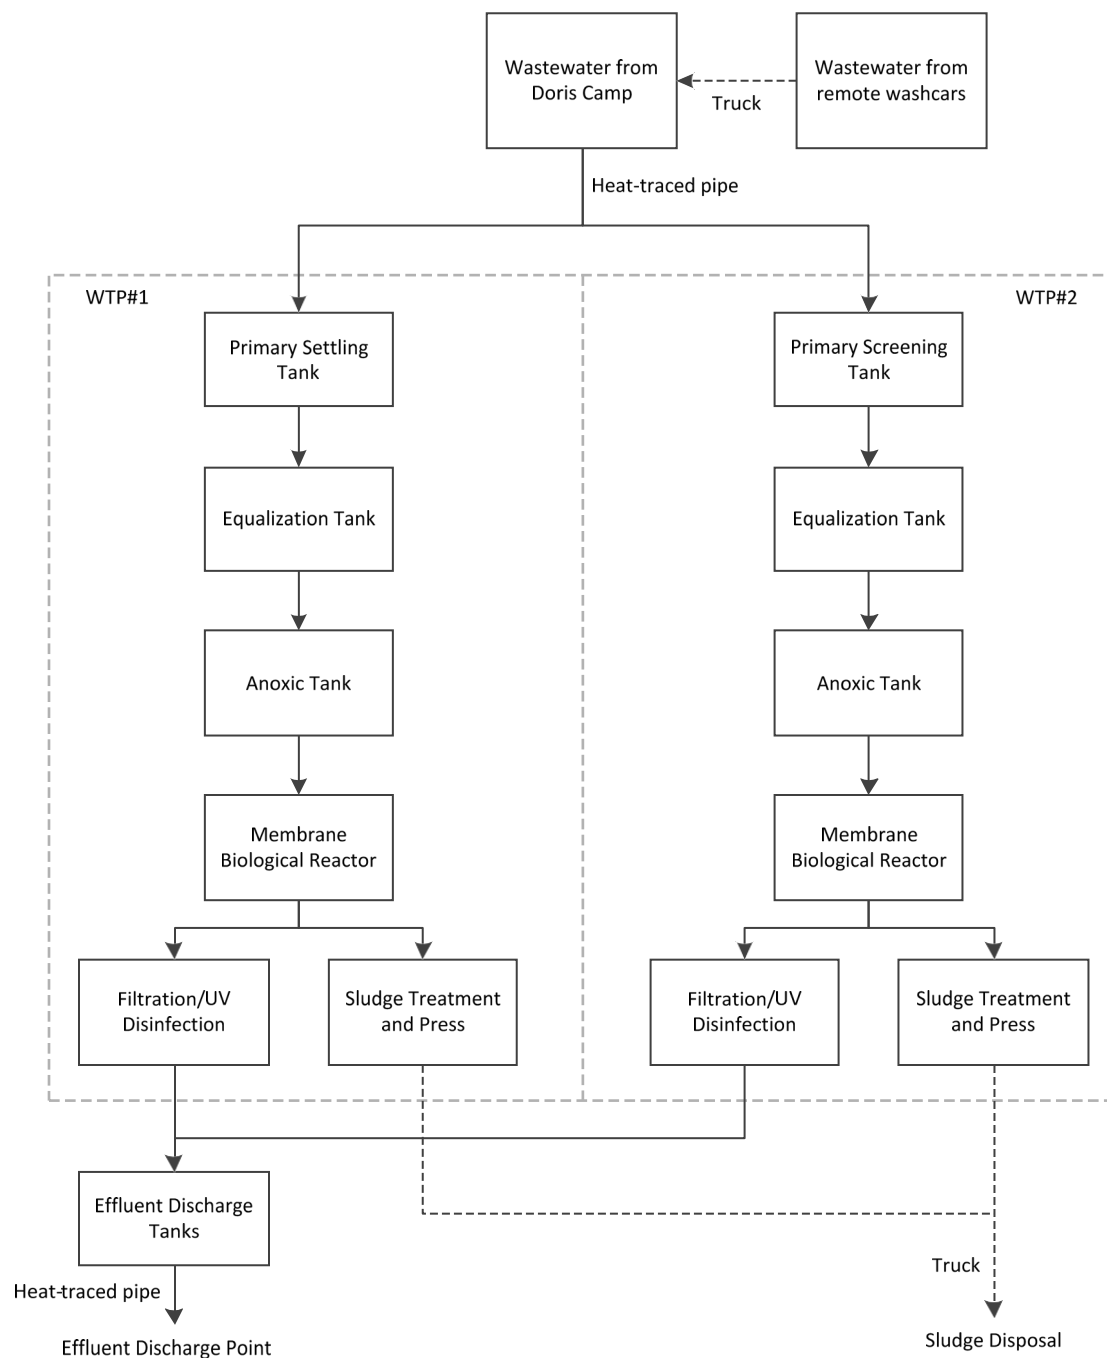 Wastewater from
Doris Camp
Truck
Wastewater from
remote washcars
Heat-traced pipe
WTP#1
WTP#2
Primary Settling
Tank
Primary Screening
Tank
Equalization Tank
Equalization Tank
Anoxic Tank
Anoxic Tank
Membrane
Biological Reactor
Membrane
Biological Reactor
Filtration/UV
Disinfection
Sludge Treatment
and Press
Filtration/UV
Disinfection
Sludge Treatment
and Press
Effluent Discharge
Tanks
Heat-traced pipe
Truck
Effluent Discharge Point
Sludge Disposal